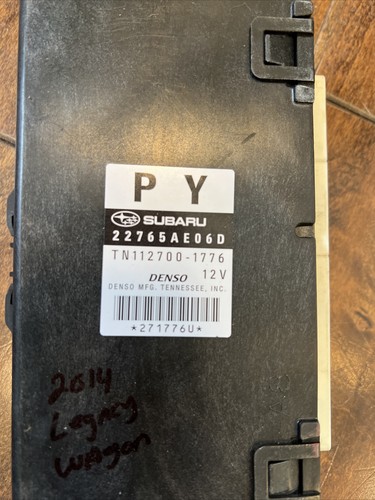 P Y
SUBARU
22765AE06D
TN112700-1776
DENSO 12V
DENSO MFG. TENNESSEE, INC.
*271776U*
2014
Legacy
Wagon